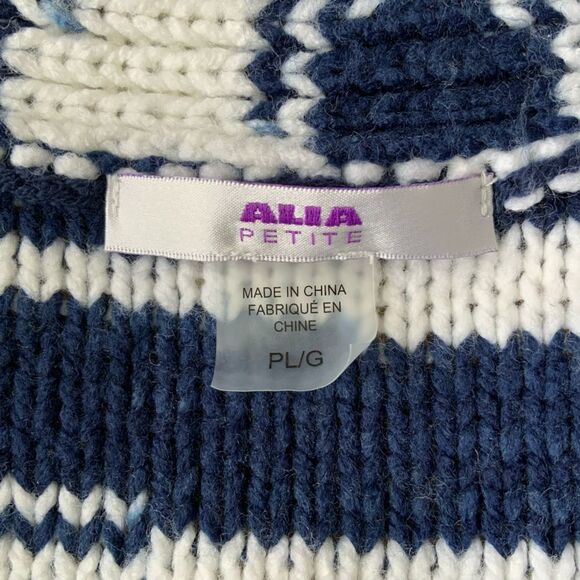 ALIA
PETITE
MADE IN CHINA
FABRIQUÉ EN
CHINE
PL/G